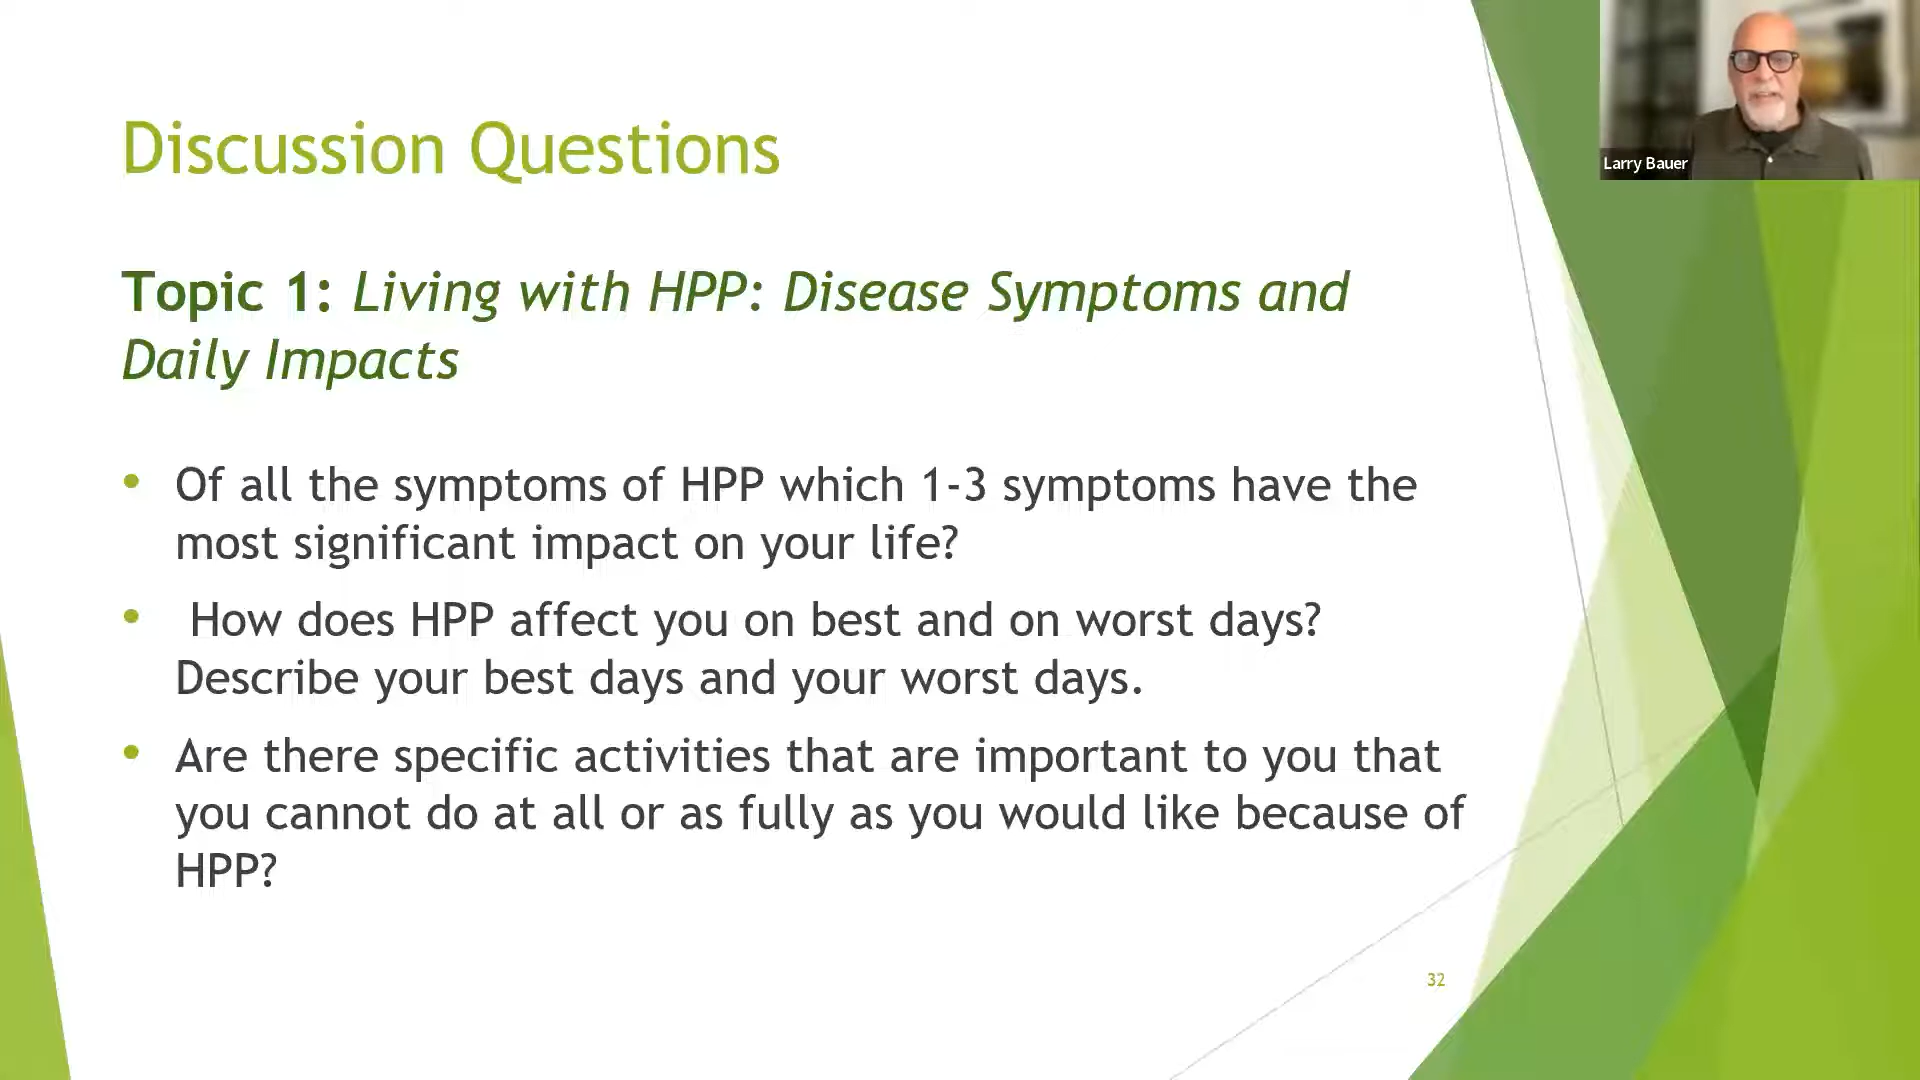 Discussion Questions
Larry Bauer
Topic 1: Living with HPP: Disease Symptoms and
Daily Impacts
• Of all the symptoms of HPP which 1-3 symptoms have the
most significant impact on your life?
• How does HPP affect you on best and on worst days?
Describe your best days and your worst days.
• Are there specific activities that are important to you that
you cannot do at all or as fully as you would like because of
HPP?
32